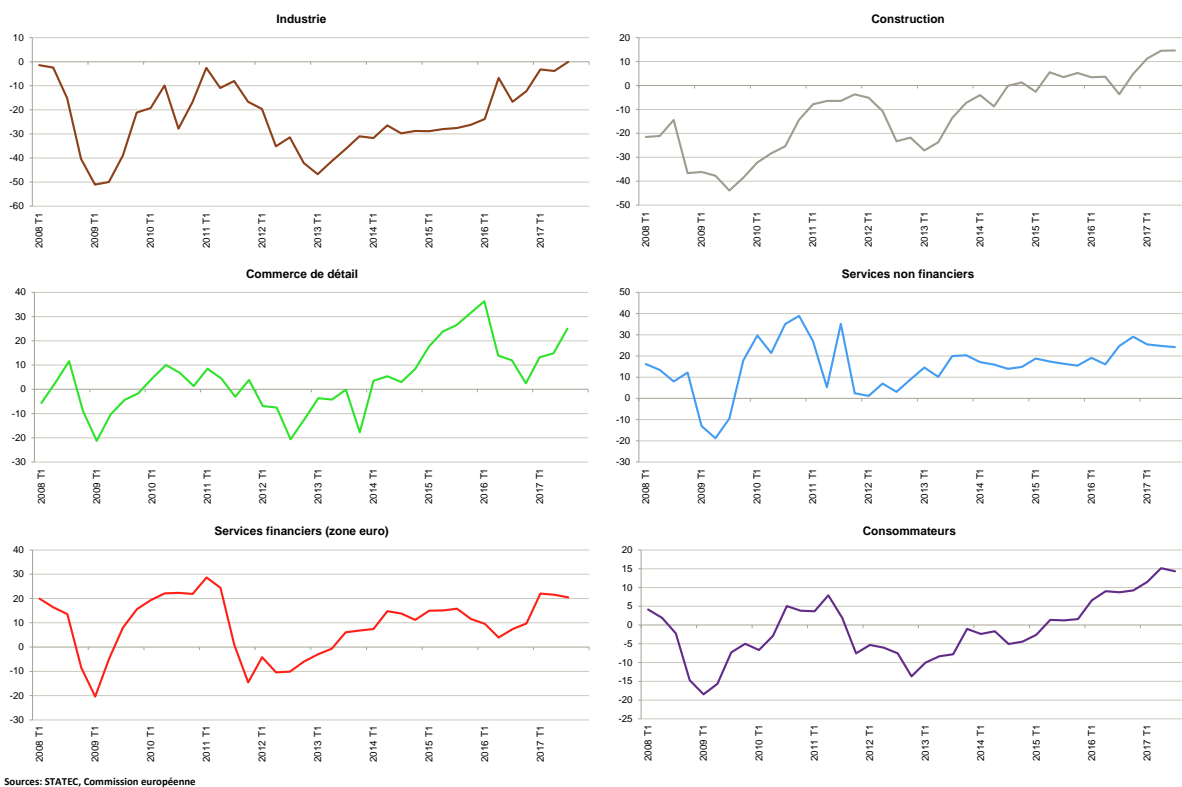 Industrie
10
0
-10
-20
-30
-40
-50
-60
2008 T1
2009 T1
2010 T1
2011 T1
2012 T1
2013 T1
2014 T1
2015 T1
2016 T1
2017 T1
Construction
20
10
0
-10
-20
-30
-40
-50
2008 T1
2009 T1
2010 T1
2011 T1
2012 T1
2013 T1
2014 T1
2015 T1
2016 T1
2017 T1
Commerce de détail
40
30
20
10
0
-10
-20
-30
2008 T1
2009 T1
2010 T1
2011 T1
2012 T1
2013 T1
2014 T1
2015 T1
2016 T1
2017 T1
Services non financiers
50
40
30
20
10
0
-10
-20
-30
2008 T1
2009 T1
2010 T1
2011 T1
2012 T1
2013 T1
2014 T1
2015 T1
2016 T1
2017 T1
Services financiers (zone euro)
40
30
20
10
0
-10
-20
-30
2008 T1
2009 T1
2010 T1
2011 T1
2012 T1
2013 T1
2014 T1
2015 T1
2016 T1
2017 T1
Consommateurs
20
15
10
5
0
-5
-10
-15
-20
-25
2008 T1
2009 T1
2010 T1
2011 T1
2012 T1
2013 T1
2014 T1
2015 T1
2016 T1
2017 T1
Sources: STATEC, Commission européenne